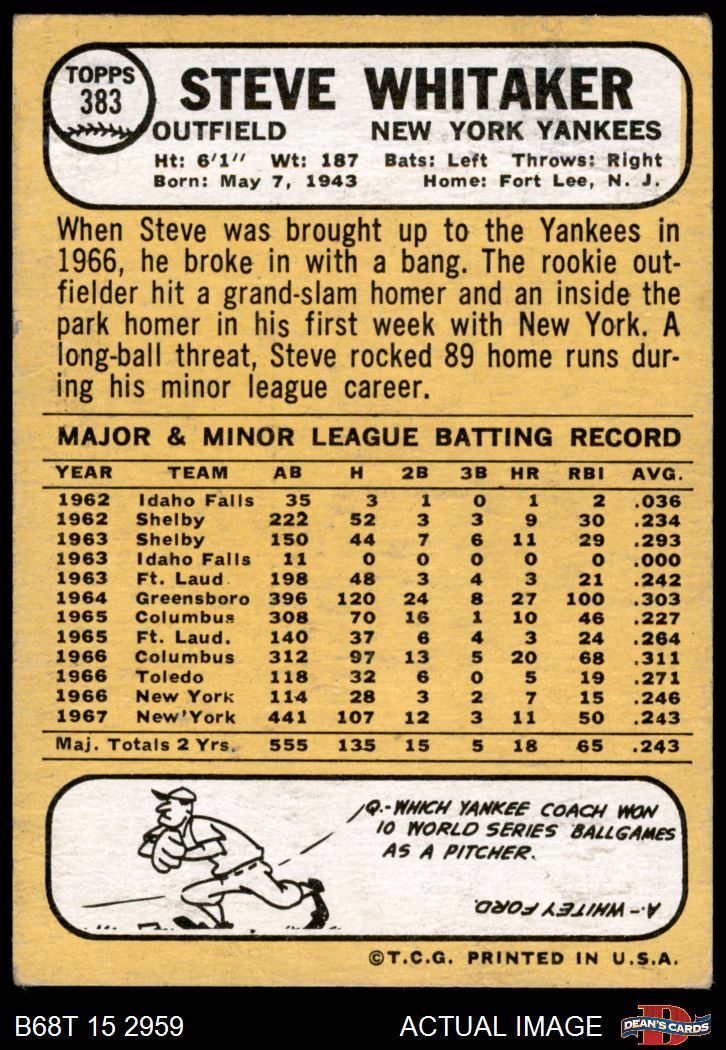 TOPPS
383
STEVE WHITAKER
OUTFIELD NEW YORK YANKEES
Ht: 6'1" Wt: 187 Bats: Left Throws: Right
Born: May 7, 1943 Home: Fort Lee, N. J.
When Steve was brought up to the Yankees in
1966, he broke in with a bang. The rookie out-
fielder hit a grand-slam homer and an inside the
park homer in his first week with New York. A
long-ball threat, Steve rocked 89 home runs dur-
ing his minor league career.
MAJOR & MINOR LEAGUE BATTING RECORD
YEAR TEAM AB H 2B 3B HR RBI AVG.
1962 Idaho Falls 35 3 1 0 1 2 .036
1962 Shelby 222 52 3 3 9 30 .234
1963 Shelby 150 44 7 6 11 29 .293
1963 Idaho Falls 11 0 0 0 0 0 .000
1963 Ft. Laud. 198 48 3 4 3 21 .242
1964 Greensboro 396 120 24 8 27 100 .303
1965 Columbus 308 70 16 1 10 46 .227
1965 Ft. Laud. 140 37 6 4 3 24 .264
1966 Columbus 312 97 13 5 20 68 .311
1966 Toledo 118 32 6 0 5 19 .271
1966 New York 114 28 3 2 7 15 .246
1967 New York 441 107 12 3 11 50 .243
Maj. Totals 2 Yrs. 555 135 15 5 18 65 .243
Q.-WHICH YANKEE COACH WON
10 WORLD SERIES BALLGAMES
AS A PITCHER.
A.-WHITEY FORD.
©T.C.G. PRINTED IN U.S.A.
B68T 15 2959 ACTUAL IMAGE
D
DEAN'S CARDS